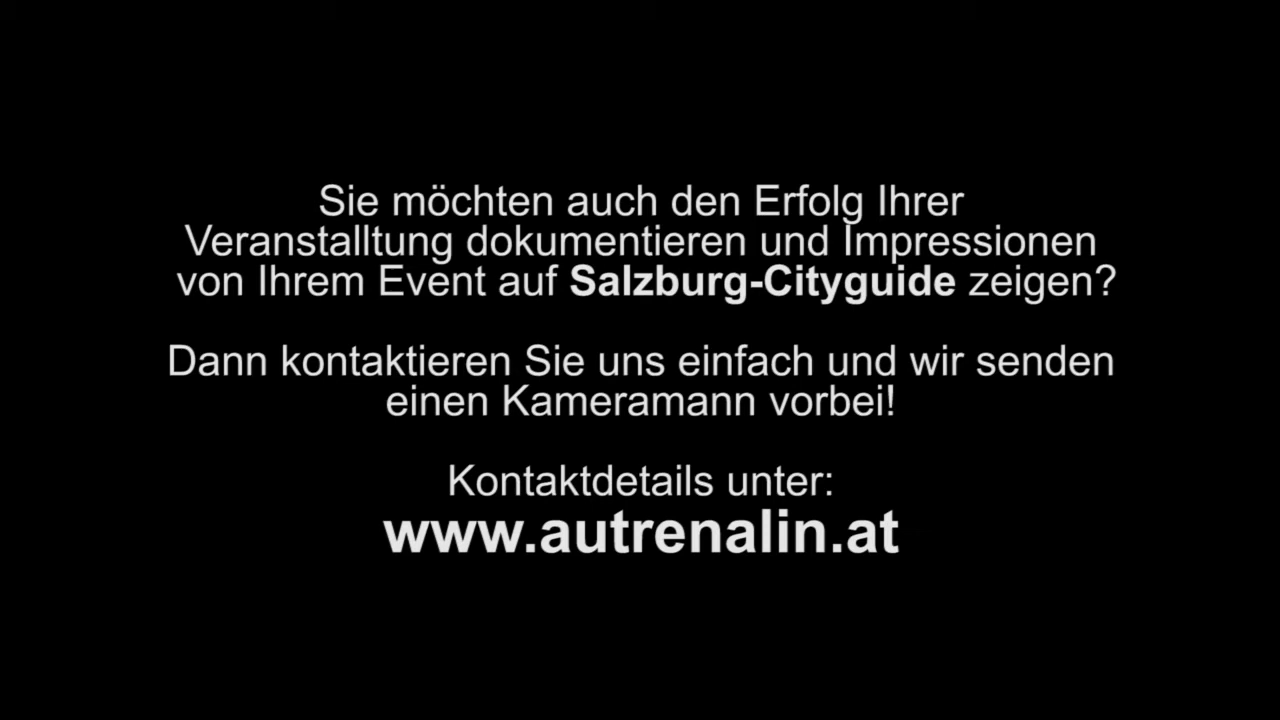 Sie möchten auch den Erfolg Ihrer
Veranstalltung dokumentieren und Impressionen
von Ihrem Event auf Salzburg-Cityguide zeigen?
Dann kontaktieren Sie uns einfach und wir senden
einen Kameramann vorbei!
Kontaktdetails unter:
www.autrenalin.at